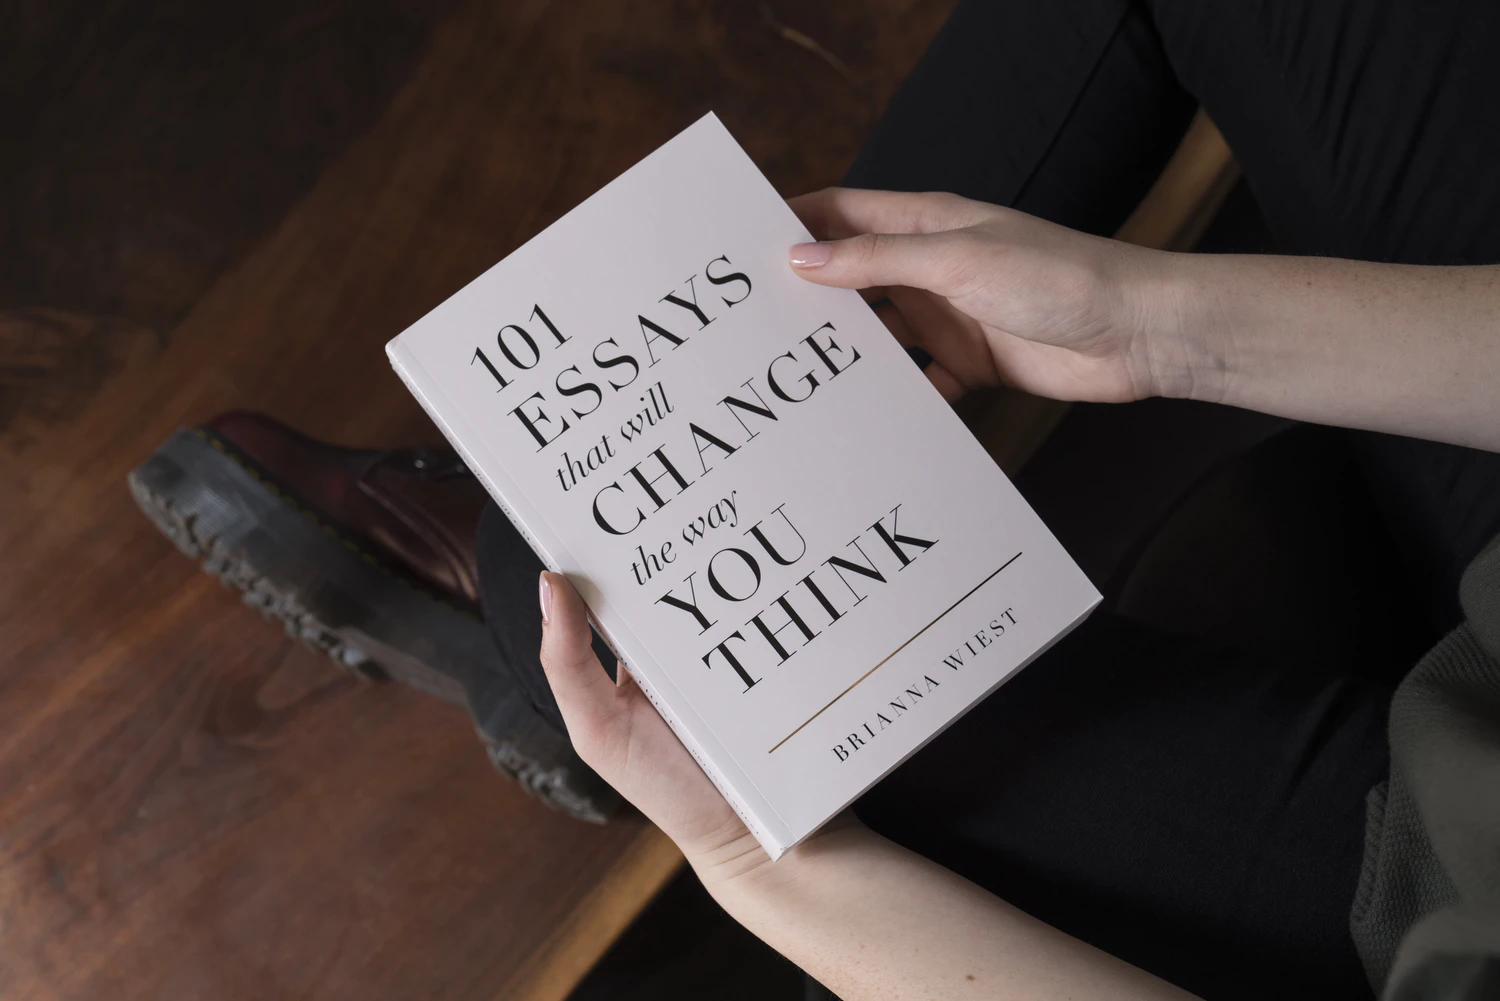 101
ESSAYS
that will
CHANGE
the way
YOU
THINK
BRIANNA WIEST